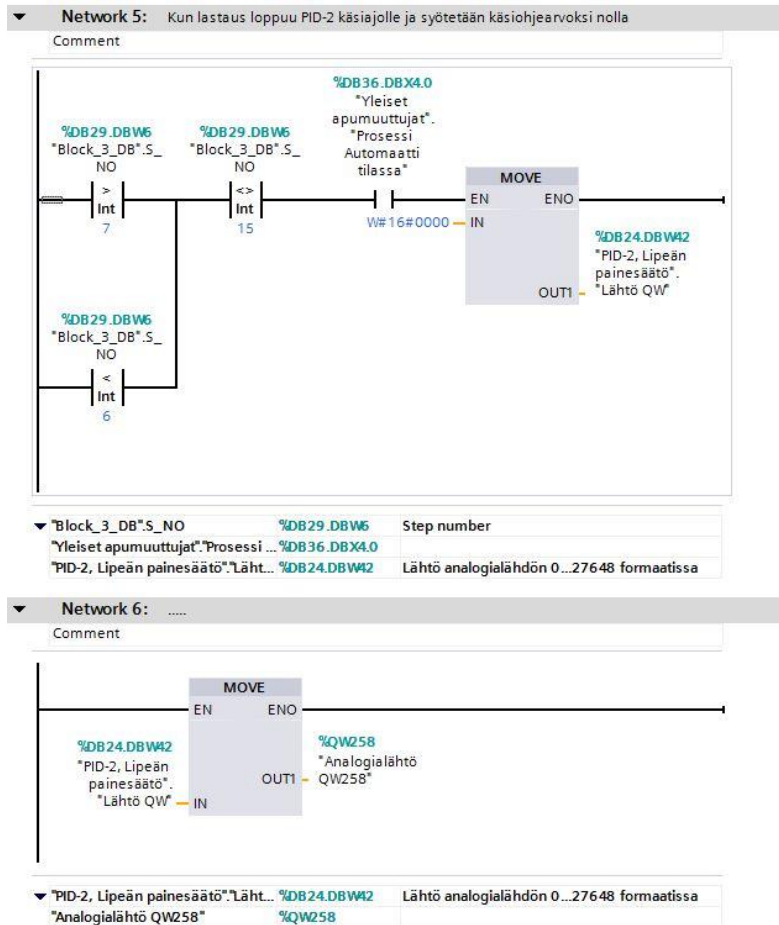 Network 5: Kun lastaus loppuu PID-2 käsiajolle ja syötetään käsiohjearvoksi nolla
Comment
%DB36.DBX4.0
"Yleiset
apumuuttujat".
"Prosessi
Automaatti
tilassa"
%DB29.DBW6
"Block_3_DB".S_
NO
>
Int
7
%DB29.DBW6
"Block_3_DB".S_
NO
<>
Int
15
MOVE
EN ENO
W#16#0000 IN
%DB24.DBW42
"PID-2, Lipeän
painesäätö".
OUT1 "Lähtö QW"
%DB29.DBW6
"Block_3_DB".S_
NO
<
Int
6
"Block_3_DB".S_NO %DB29.DBW6 Step number
"Yleiset apumuuttujat"."Prosessi ... %DB36.DBX4.0
"PID-2, Lipeän painesäätö"."Läht... %DB24.DBW42 Lähtö analogialähdön 0...27648 formaatissa
Network 6: .....
Comment
MOVE
EN ENO
%DB24.DBW42
"PID-2, Lipeän
painesäätö".
"Lähtö QW" IN
%QW258
"Analogialähtö
OUT1 QW258"
"PID-2, Lipeän painesäätö"."Läht... %DB24.DBW42 Lähtö analogialähdön 0...27648 formaatissa
"Analogialähtö QW258" %QW258